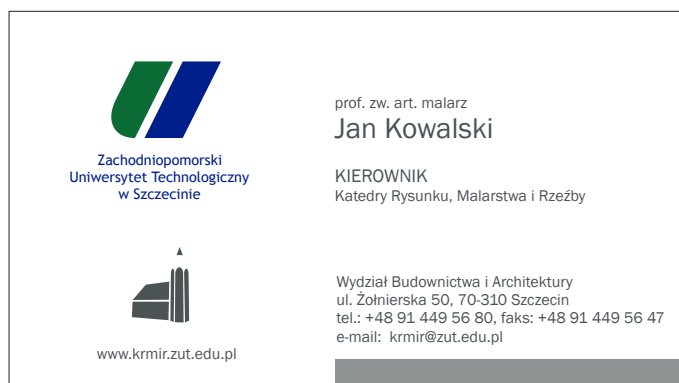 Zachodniopomorski
Uniwersytet Technologiczny
w Szczecinie
www.krmir.zut.edu.pl
prof. zw. art. malarz
Jan Kowalski
KIEROWNIK
Katedry Rysunku, Malarstwa i Rzeźby
Wydział Budownictwa i Architektury
ul. Żołnierska 50, 70-310 Szczecin
tel.: +48 91 449 56 80, faks: +48 91 449 56 47
e-mail: krmir@zut.edu.pl